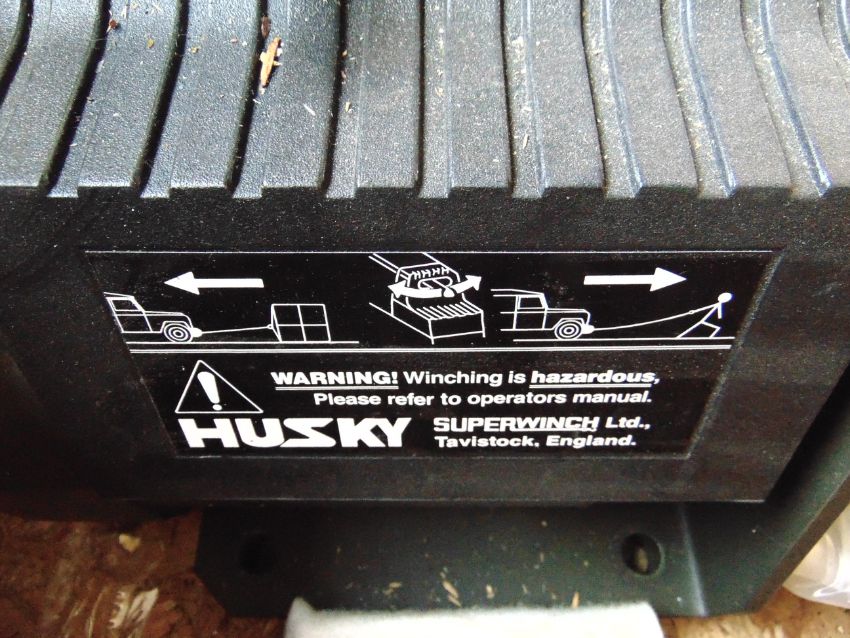 WARNING! Winching is hazardous,
Please refer to operators manual.
HUSKY
SUPERWINCH Ltd.,
Tavistock, England.